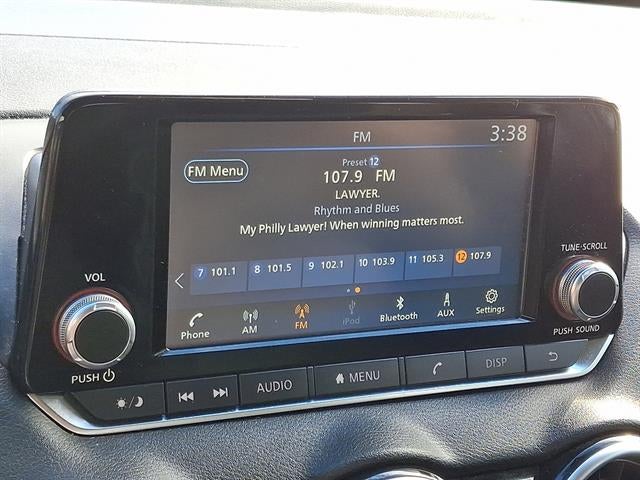 FM
3:38
FM Menu
Preset 12
107.9 FM
LAWYER.
Rhythm and Blues
My Philly Lawyer! When winning matters most.
7 101.1 8 101.5 9 102.1 10 103.9 11 105.3 12 107.9
Phone AM FM iPod Bluetooth AUX Settings
VOL
PUSH
TUNE·SCROLL
PUSH SOUND
AUDIO MENU DISP